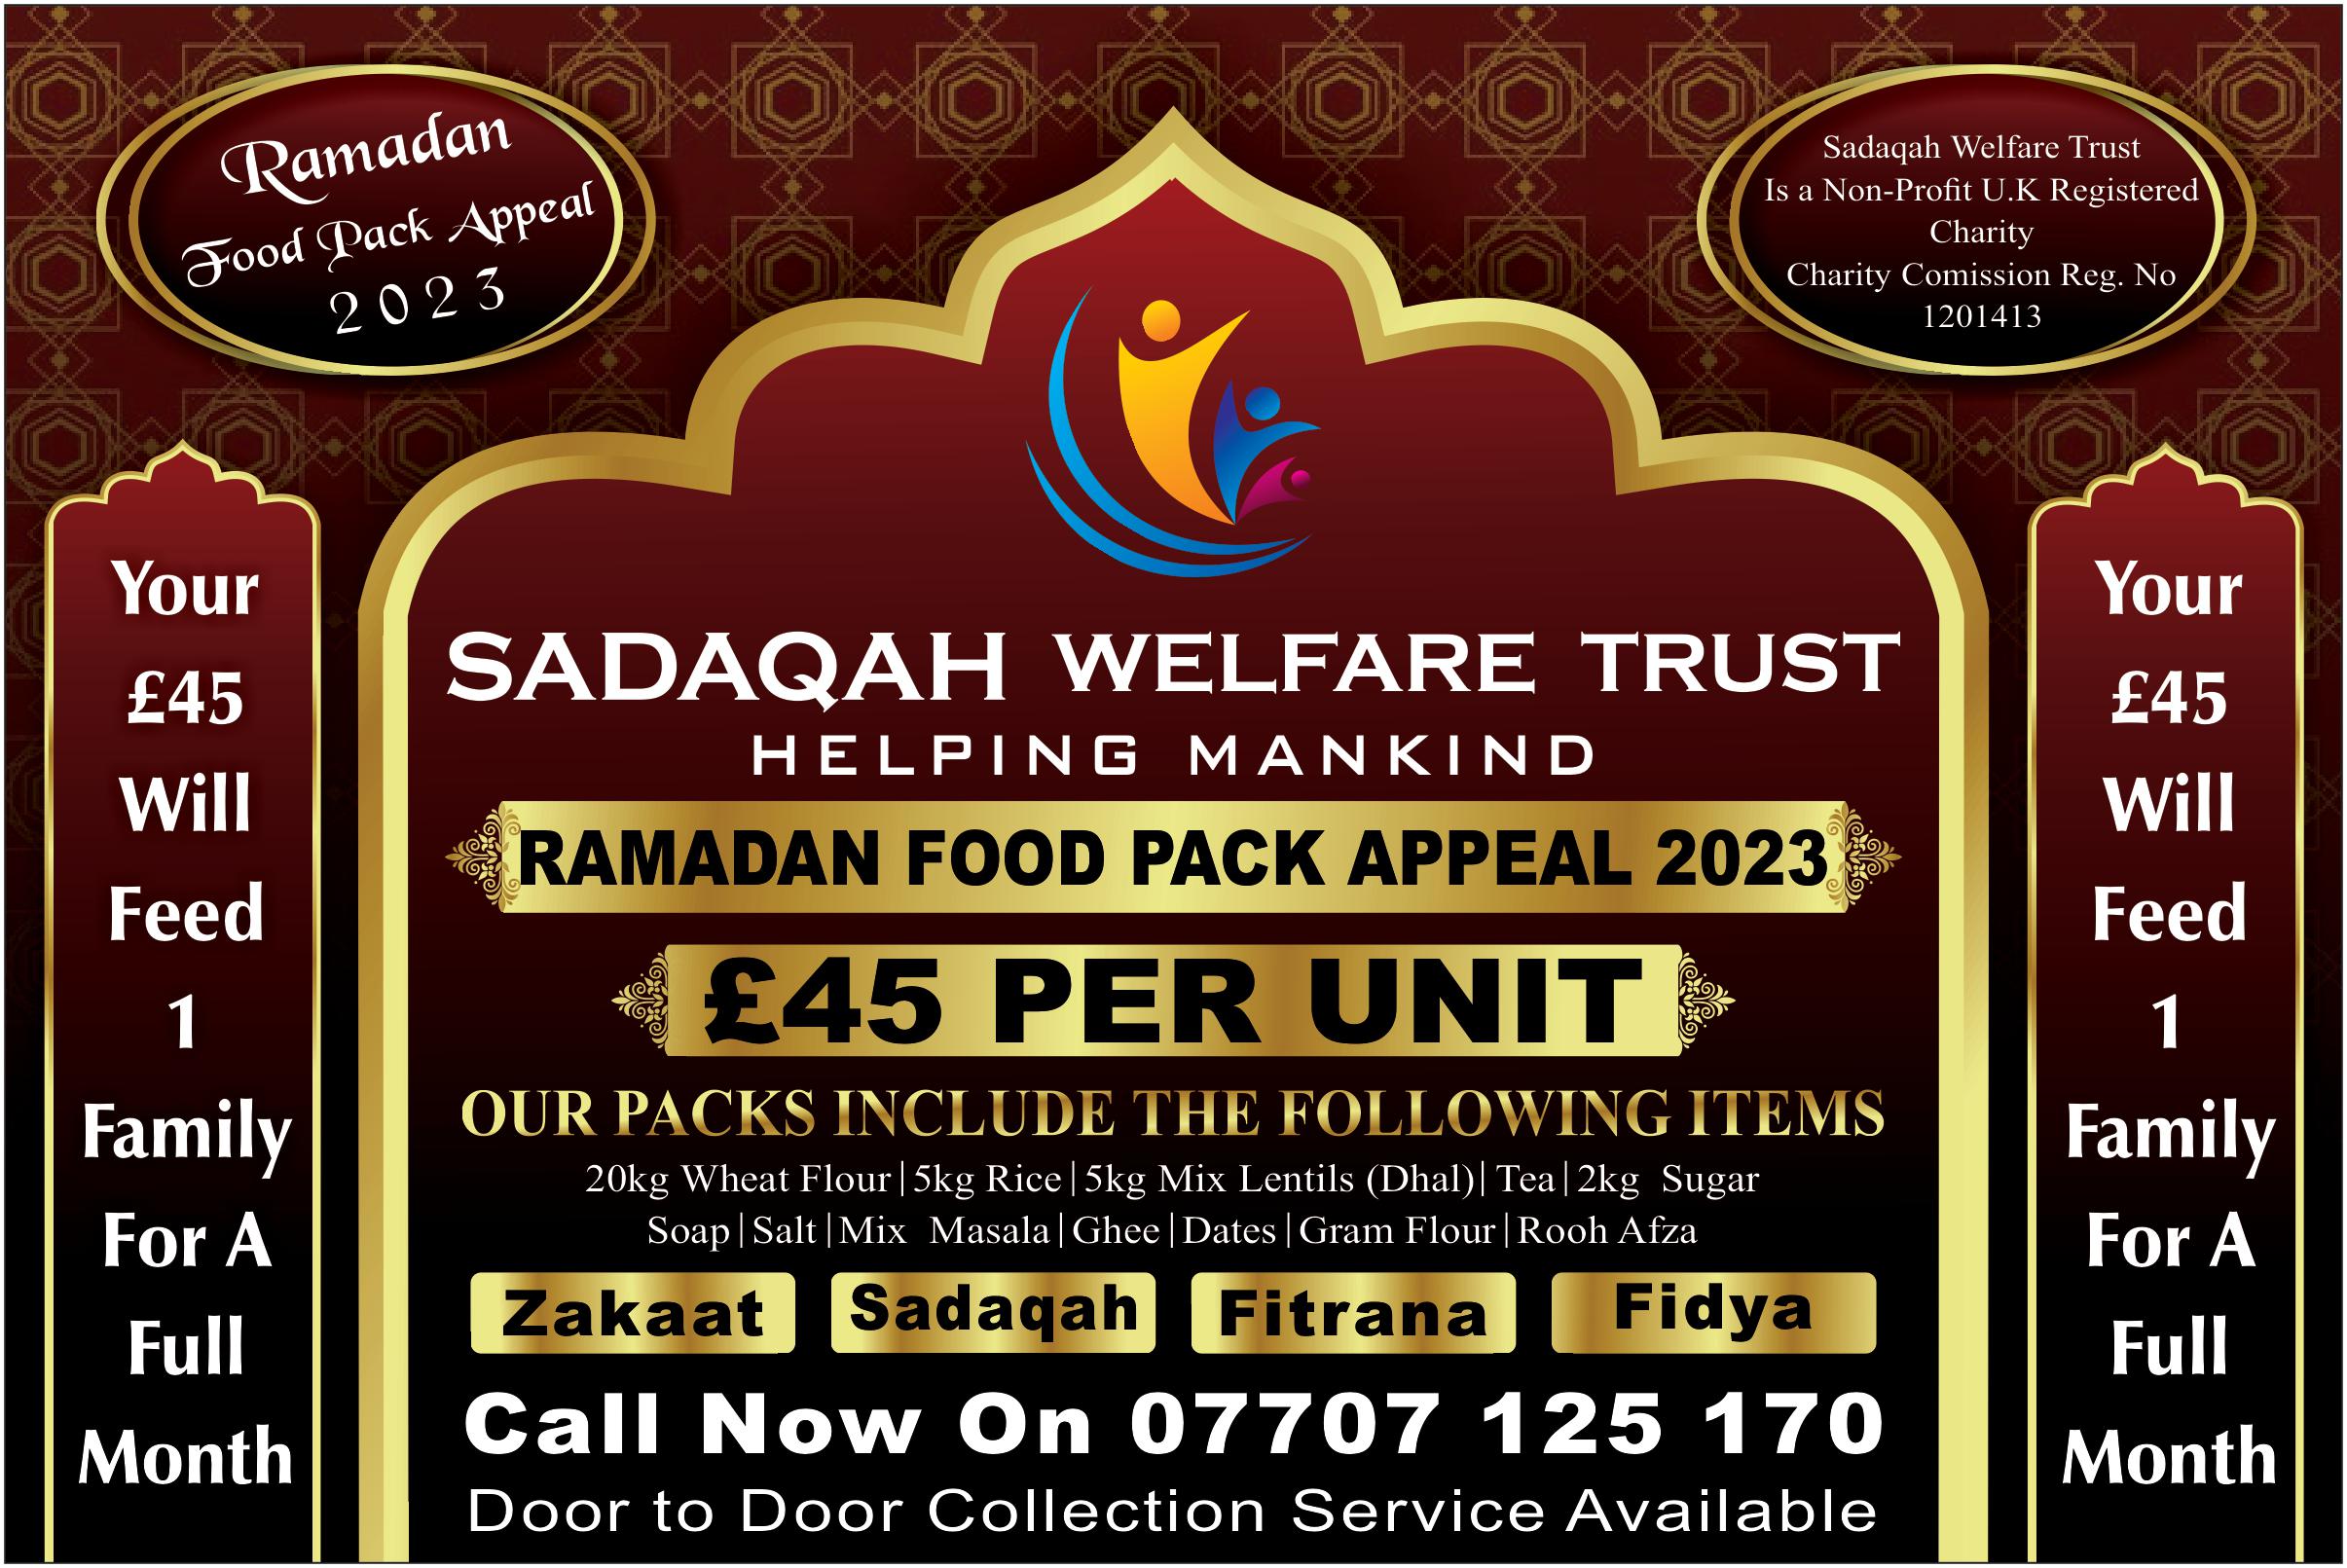 Ramadan
Food Pack Appeal
2023
Sadaqah Welfare Trust
Is a Non-Profit U.K Registered
Charity
Charity Comission Reg. No
1201413
SADAQAH WELFARE TRUST
HELPING MANKIND
RAMADAN FOOD PACK APPEAL 2023
£45 PER UNIT
OUR PACKS INCLUDE THE FOLLOWING ITEMS
20kg Wheat Flour|5kg Rice|5kg Mix Lentils (Dhal)| Tea|2kg Sugar
Soap|Salt|Mix Masala|Ghee|Dates|Gram Flour|Rooh Afza
Zakaat Sadaqah Fitrana Fidya
Call Now On 07707 125 170
Door to Door Collection Service Available
Your
£45
Will
Feed
1
Family
For A
Full
Month
Your
£45
Will
Feed
1
Family
For A
Full
Month